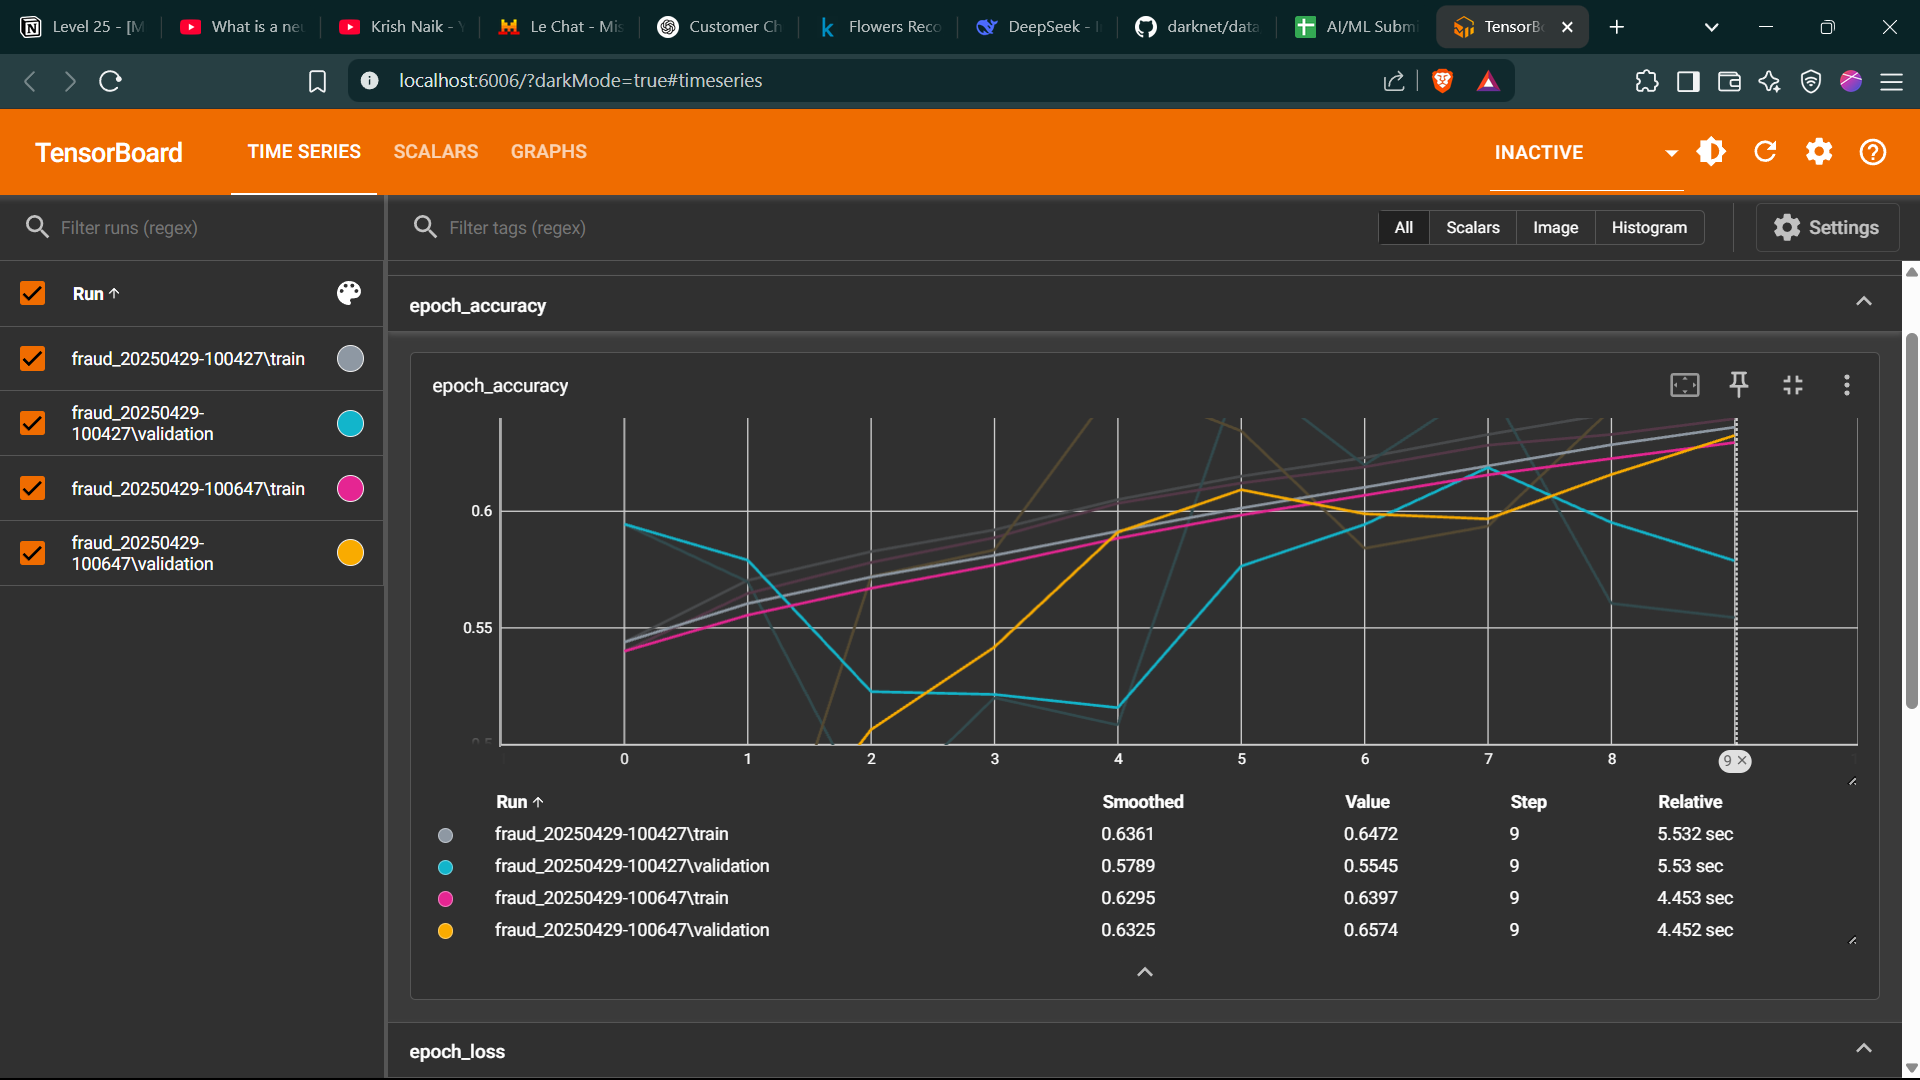 Level 25 - [M
What is a neu
Krish Naik - Y
Le Chat - Mis
Customer Ch
Flowers Reco
DeepSeek - I
darknet/data
AI/ML Submi
TensorBo
localhost:6006/?darkMode=true#timeseries
TensorBoard
TIME SERIES
SCALARS
GRAPHS
INACTIVE
Filter runs (regex)
Filter tags (regex)
All
Scalars
Image
Histogram
Settings
Run ↑
fraud_20250429-100427\train
fraud_20250429-
100427\validation
fraud_20250429-100647\train
fraud_20250429-
100647\validation
epoch_accuracy
epoch_accuracy
0.6
0.55
0.5
0 1 2 3 4 5 6 7 8 9 ×
Run ↑ Smoothed Value Step Relative
fraud_20250429-100427\train 0.6361 0.6472 9 5.532 sec
fraud_20250429-100427\validation 0.5789 0.5545 9 5.53 sec
fraud_20250429-100647\train 0.6295 0.6397 9 4.453 sec
fraud_20250429-100647\validation 0.6325 0.6574 9 4.452 sec
epoch_loss